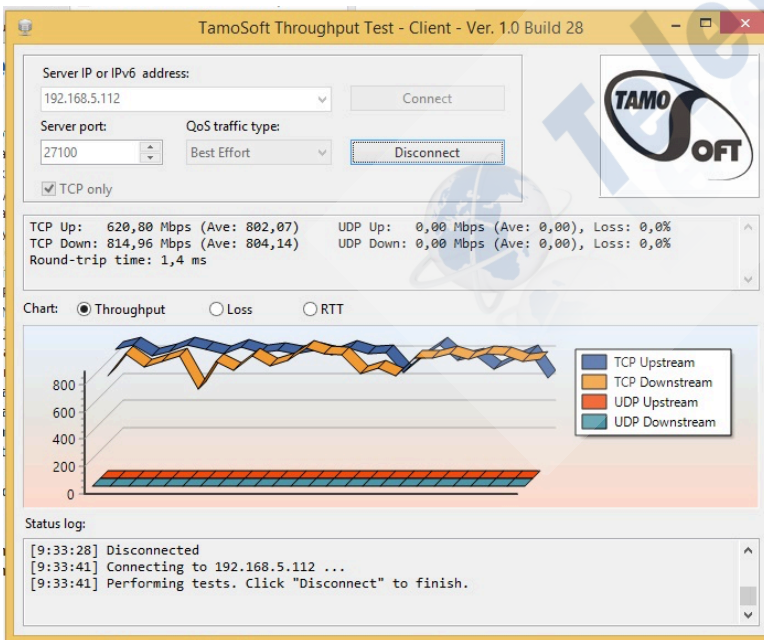 TamoSoft Throughput Test - Client - Ver. 1.0 Build 28
Server IP or IPv6 address:
192.168.5.112
Connect
Server port:
QoS traffic type:
27100
Best Effort
Disconnect
TCP only
TAMO
SOFT
TCP Up: 620,80 Mbps (Ave: 802,07) UDP Up: 0,00 Mbps (Ave: 0,00), Loss: 0,0%
TCP Down: 814,96 Mbps (Ave: 804,14) UDP Down: 0,00 Mbps (Ave: 0,00), Loss: 0,0%
Round-trip time: 1,4 ms
Chart: Throughput Loss RTT
800
600
400
200
0
TCP Upstream
TCP Downstream
UDP Upstream
UDP Downstream
Status log:
[9:33:28] Disconnected
[9:33:41] Connecting to 192.168.5.112 ...
[9:33:41] Performing tests. Click "Disconnect" to finish.